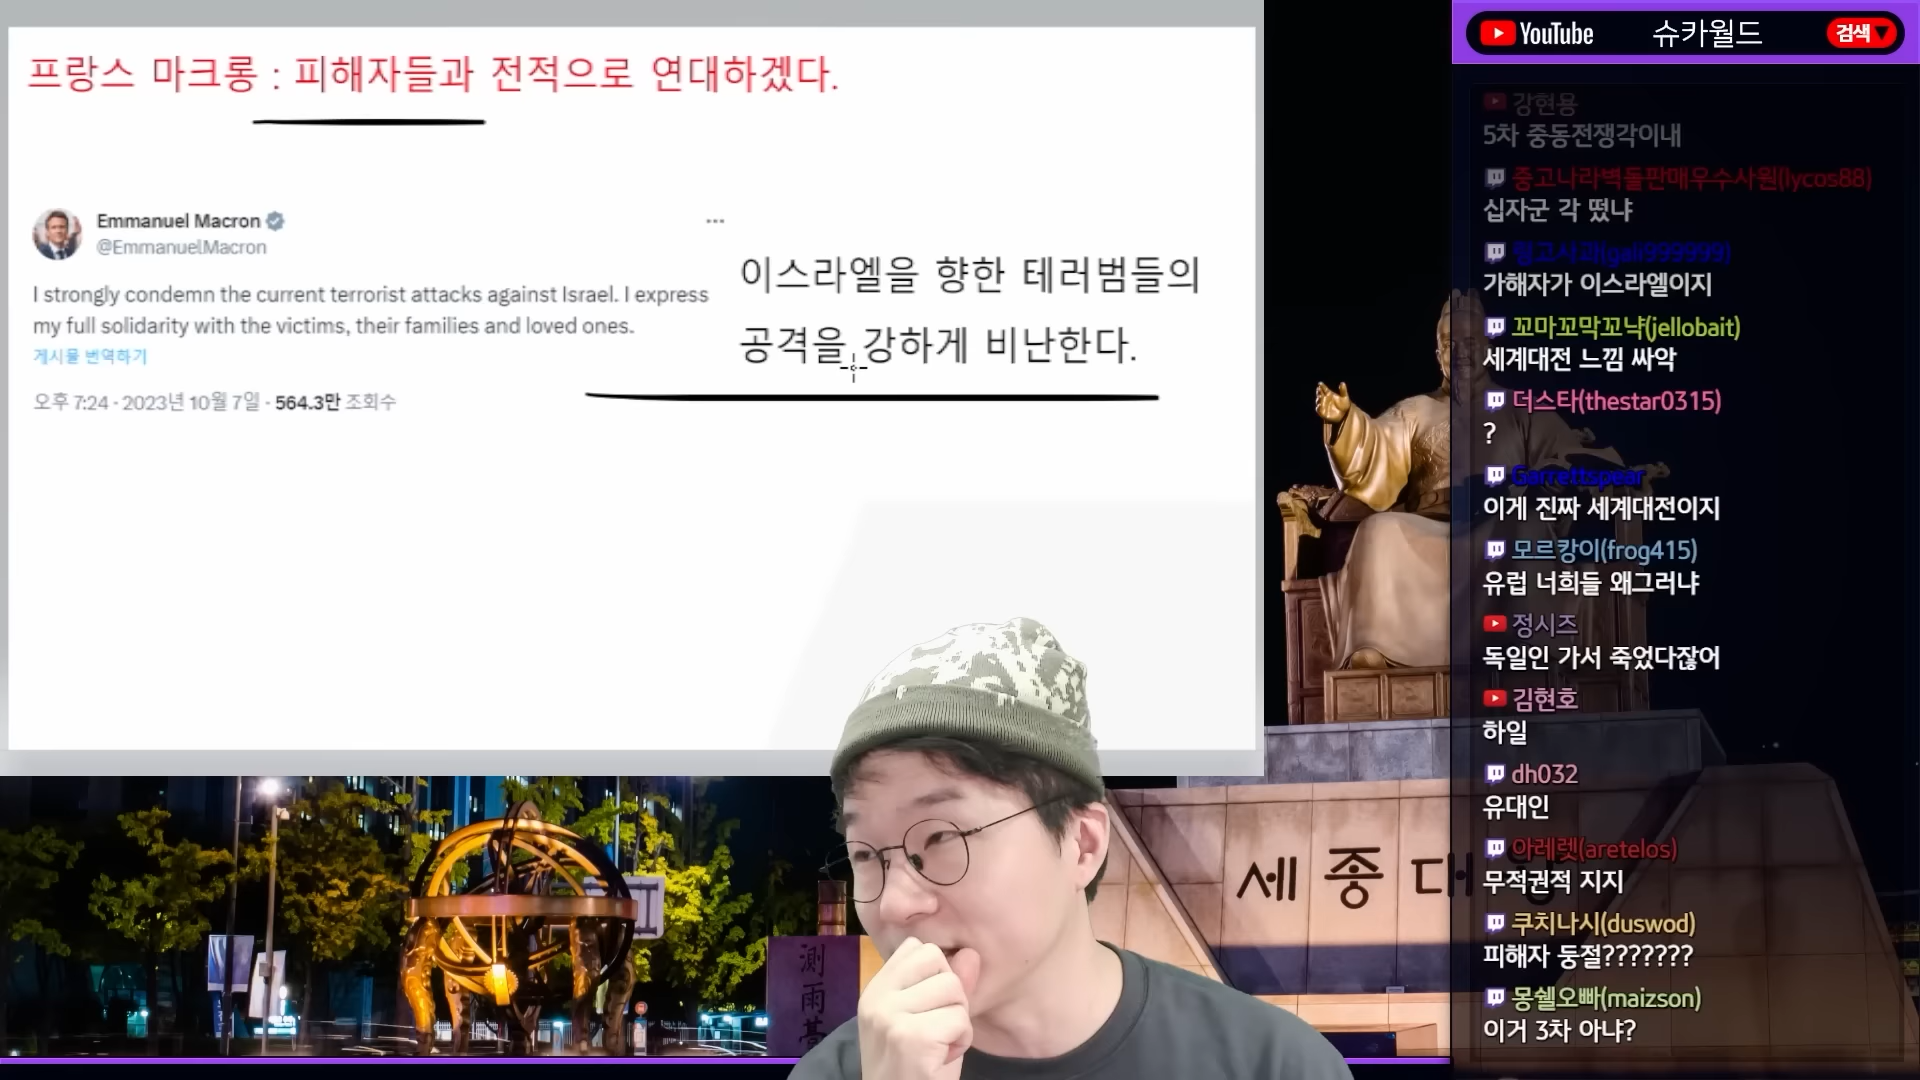 프랑스 마크롱 : 피해자들과 전적으로 연대하겠다.
Emmanuel Macron
@EmmanuelMacron
I strongly condemn the current terrorist attacks against Israel. I express
my full solidarity with the victims, their families and loved ones.
게시물 번역하기
오후 7:24 · 2023년 10월 7일 · 564.3만 조회수
이스라엘을 향한 테러범들의
공격을 강하게 비난한다.
세종대
測雨臺
YouTube 슈카월드 검색▼
강현용
5차 중동전쟁각이내
중고나라벽돌판매우수사원(lycos88)
십자군 각 떴냐
(gali999999)
가해자가 이스라엘이지
꼬마꼬막꼬냑(jellobait)
세계대전 느낌 싸악
더스타(thestar0315)
?
Garrettspear
이게 진짜 세계대전이지
모르캉이(frog415)
유럽 너희들 왜그러냐
정시즈
독일인 가서 죽었다잖어
김현호
하일
dh032
유대인
아레렛(aretelos)
무적권적 지지
쿠치나시(duswod)
피해자 둥절???????
몽쉘오빠(maizson)
이거 3차 아냐?